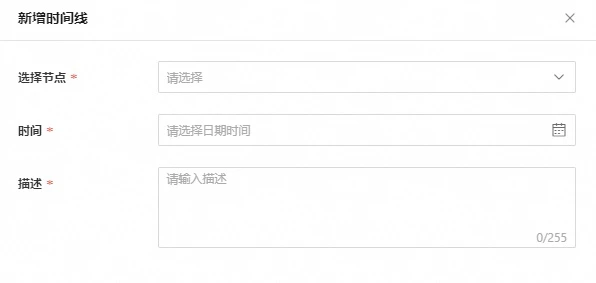 新增时间线
选择节点 *
请选择
时间 *
请选择日期时间
描述 *
请输入描述
0/255